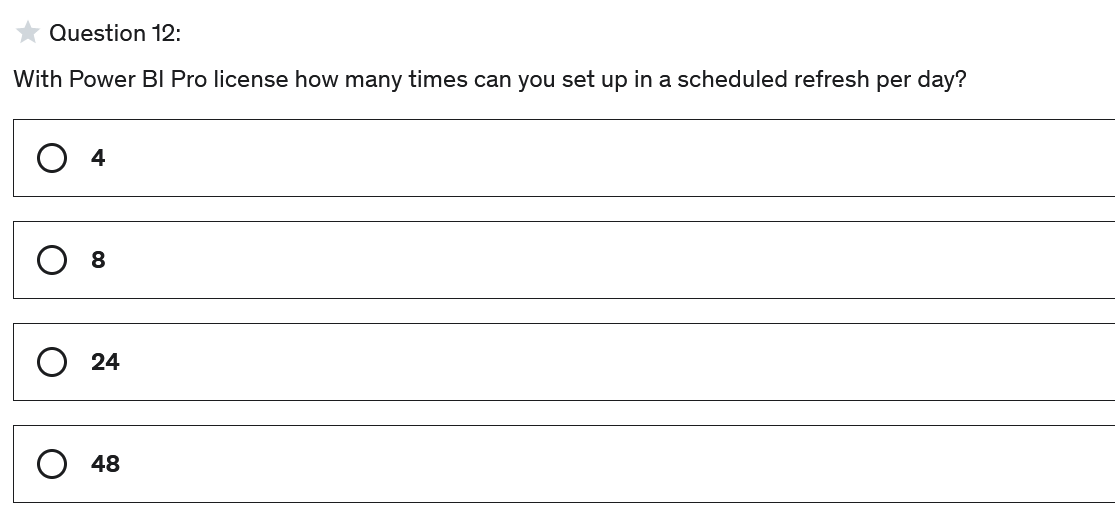 Question 12:
With Power BI Pro license how many times can you set up in a scheduled refresh per day?
4
8
24
48